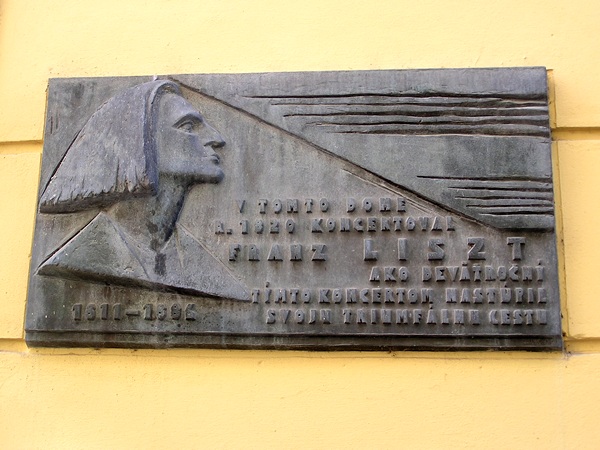 V TOMTO DOME
R. 1820 KONCERTOVAL
FRANZ LISZT
AKO DEVÄŤROČNÝ
TÝMTO KONCERTOM NASTÚPIL
SVOJU TRIUMFÁLNU CESTU
1811-1886